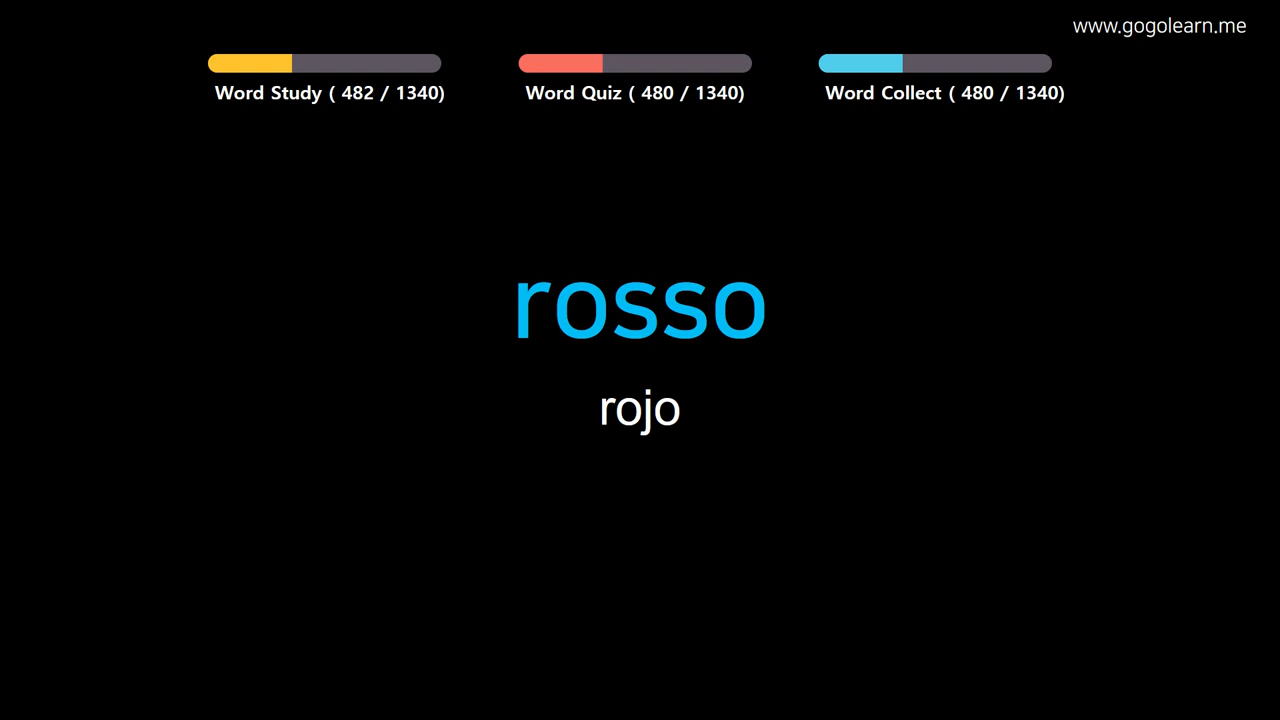 www.gogolearn.me
Word Study ( 482 / 1340)
Word Quiz ( 480 / 1340)
Word Collect ( 480 / 1340)
rosso
rojo